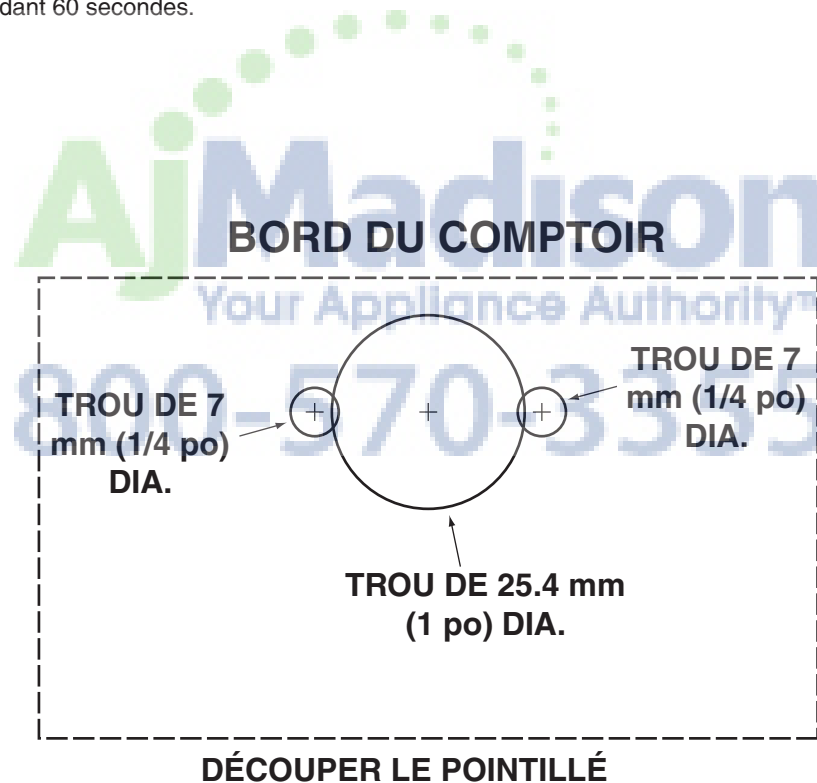 dant 60 secondes.
AjMadison
BORD DU COMPTOIR
Your Appliance Authority™
800-570-3355
TROU DE 7
mm (1/4 po)
DIA.
TROU DE 7
mm (1/4 po)
DIA.
TROU DE 25.4 mm
(1 po) DIA.
DÉCOUPER LE POINTILLÉ